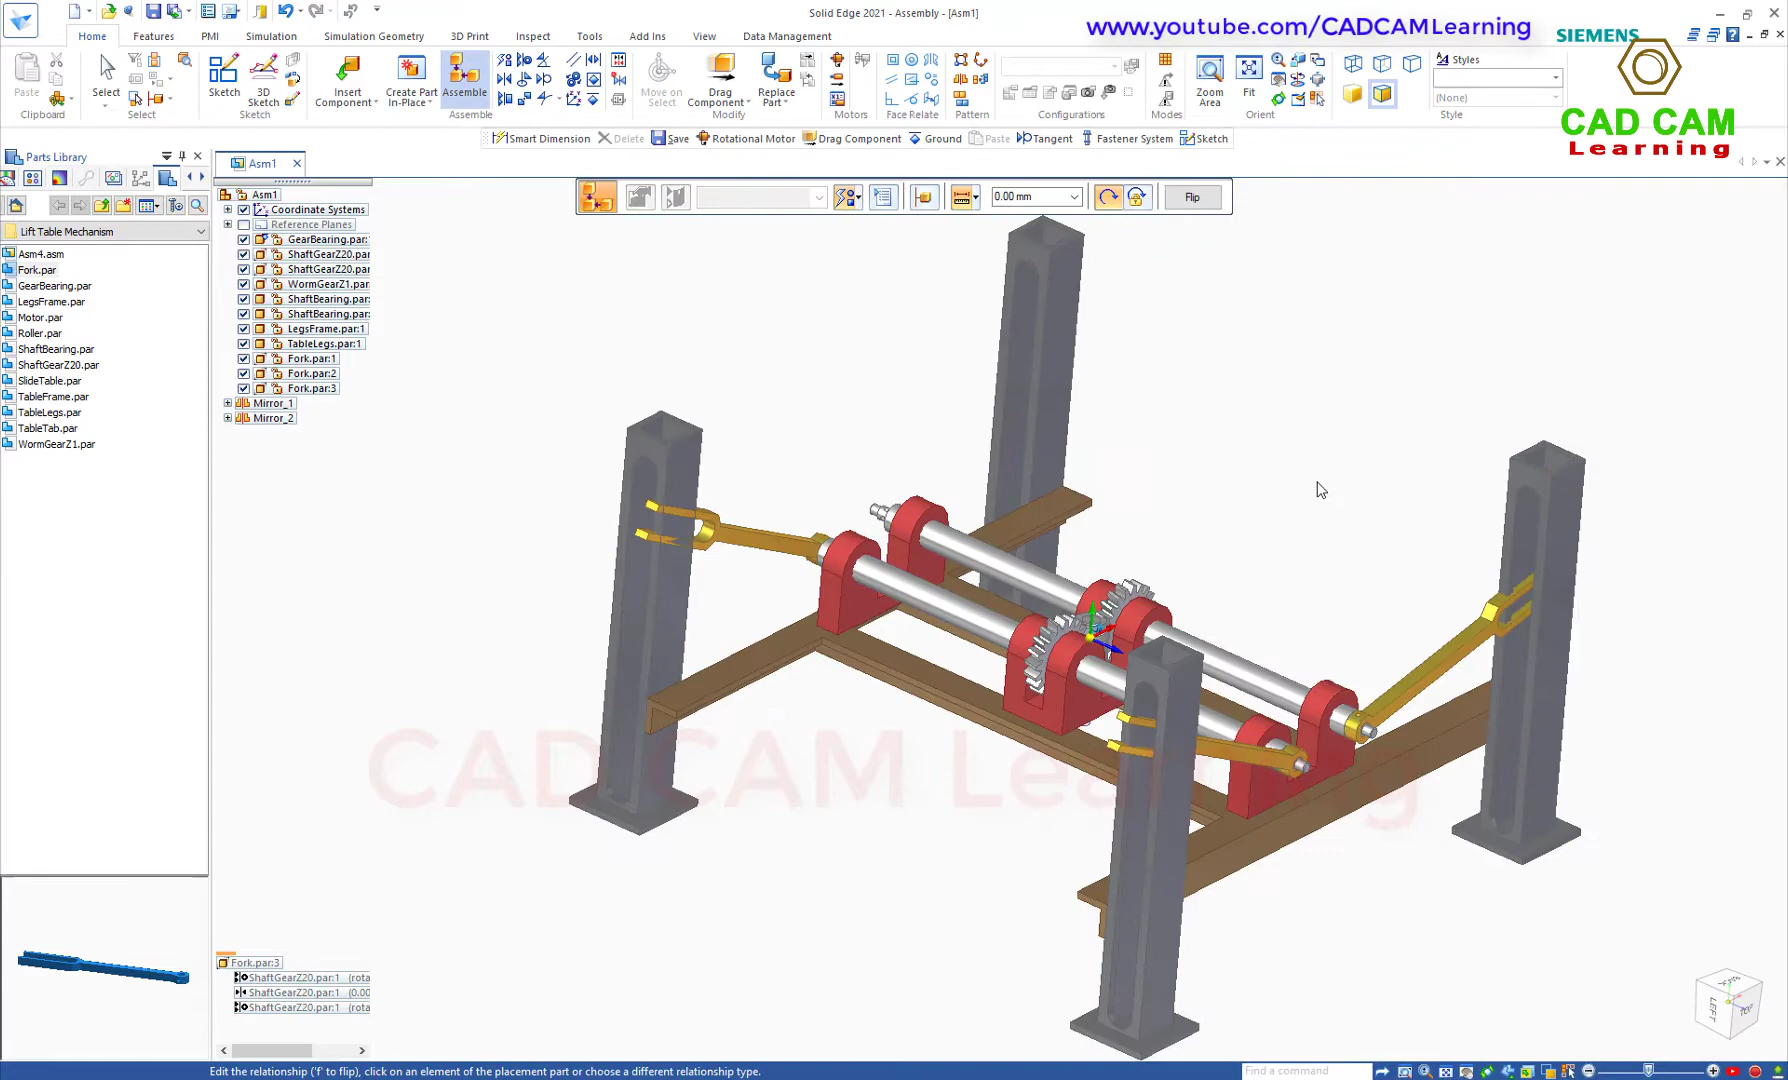 Solid Edge 2021 - Assembly - [Asm1]
www.youtube.com/CADCAMLearning
SIEMENS
Home
Features
PMI
Simulation
Simulation Geometry
3D Print
Inspect
Tools
Add Ins
View
Data Management
Paste
Select
Sketch
3D
Sketch
Insert
Component
Create Part
In-Place
Assemble
Move on
Select
Drag
Component
Replace
Part
Zoom
Area
Fit
Styles
(None)
Clipboard
Select
Sketch
Assemble
Modify
Motors
Face Relate
Pattern
Configurations
Modes
Orient
Style
CAD CAM
Learning
Smart Dimension
Delete
Save
Rotational Motor
Drag Component
Ground
Paste
Tangent
Fastener System
Sketch
Parts Library
Asm1
0.00 mm
Flip
Lift Table Mechanism
Asm4.asm
Fork.par
GearBearing.par
LegsFrame.par
Motor.par
Roller.par
ShaftBearing.par
ShaftGearZ20.par
SlideTable.par
TableFrame.par
TableLegs.par
TableTab.par
WormGearZ1.par
Asm1
Coordinate Systems
Reference Planes
GearBearing.par:
ShaftGearZ20.par
ShaftGearZ20.par
WormGearZ1.par
ShaftBearing.par:
ShaftBearing.par:
LegsFrame.par:1
TableLegs.par:1
Fork.par:1
Fork.par:2
Fork.par:3
Mirror_1
Mirror_2
CAD CAM Learning
Fork.par:3
ShaftGearZ20.par:1 (rota
ShaftGearZ20.par:1 (0.00
ShaftGearZ20.par:1 (rota
LEFT
TOP
Edit the relationship ('f' to flip), click on an element of the placement part or choose a different relationship type.
Find a command